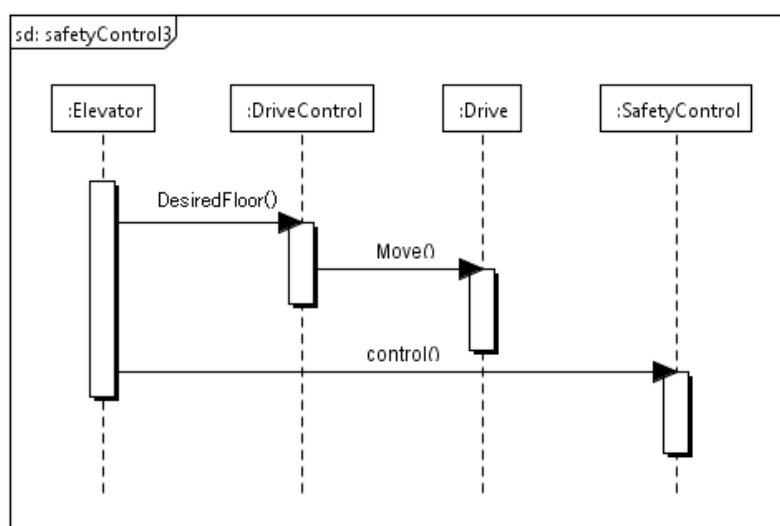 sd: safetyControl3
:Elevator
:DriveControl
:Drive
:SafetyControl
DesiredFloor()
Move()
control()